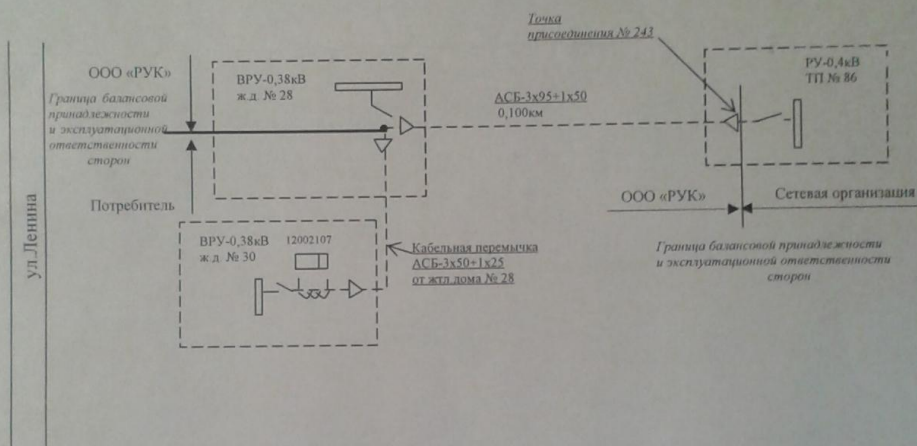 Точка
присоединения № 243
ООО «РУК»
Граница балансовой
принадлежности
и эксплуатационной
ответственности
сторон
Потребитель
ул.Ленина
ВРУ-0,38кВ
ж.д. № 28
АСБ-3х95+1х50
0,100км
РУ-0,4кВ
ТП № 86
ООО «РУК»
Сетевая организация
Граница балансовой принадлежности
и эксплуатационной ответственности
сторон
ВРУ-0,38кВ
ж.д. № 30
12002107
Кабельная перемычка
АСБ-3х50+1х25
от жтл.дома № 28